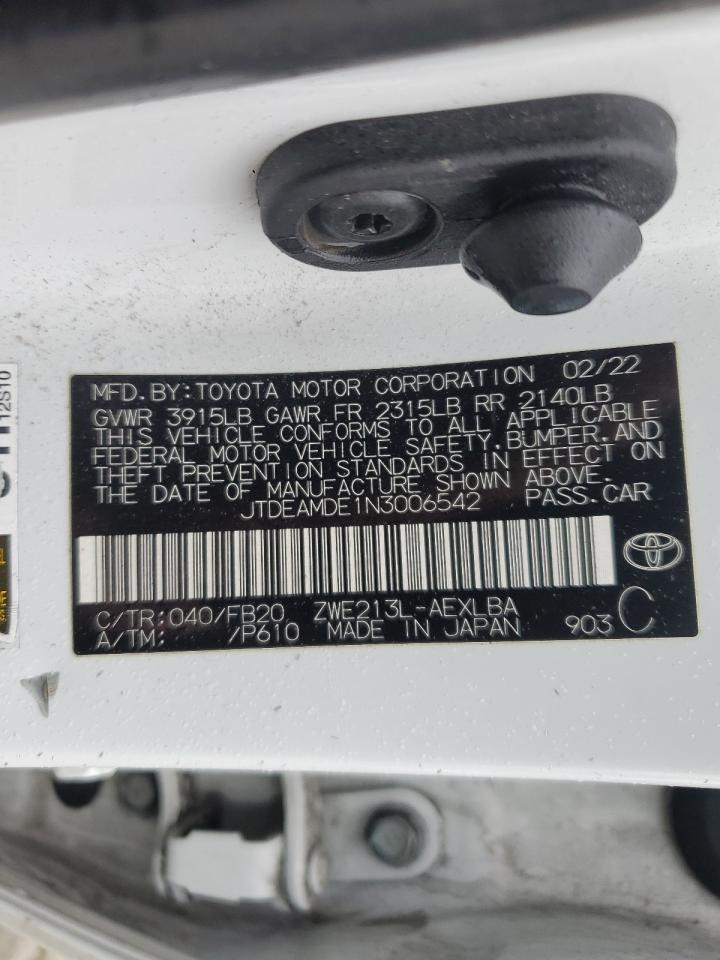 MFD.BY:TOYOTA MOTOR CORPORATION 02/22
GVWR 3915LB GAWR FR 2315LB RR 2140LB
THIS VEHICLE CONFORMS TO ALL APPLICABLE
FEDERAL MOTOR VEHICLE SAFETY,BUMPER,AND
THEFT PREVENTION STANDARDS IN EFFECT ON
THE DATE OF MANUFACTURE SHOWN ABOVE.
JTDEAMDE1N3006542 PASS.CAR
C/TR:040/FB20 ZWE213L-AEXLBA
A/TM: /P610 MADE IN JAPAN 903 C
12S10